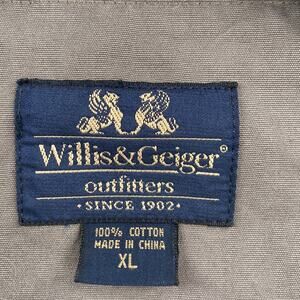 Willis&Geiger®
outfitters
• SINCE 1902 •
100% COTTON
MADE IN CHINA
XL